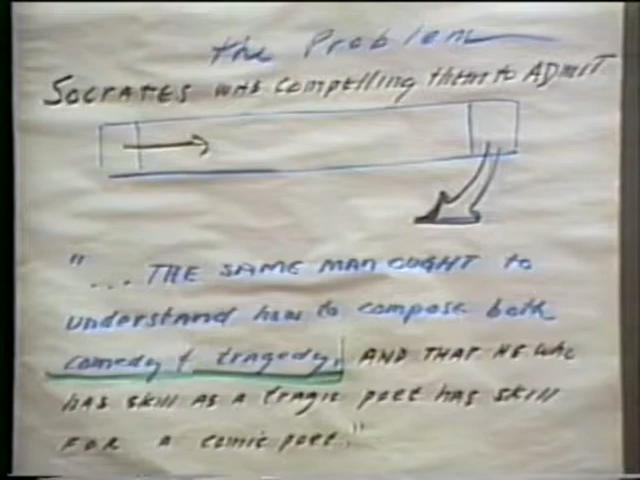 the Problem
SOCRATES was compelling them to ADMIT
"... THE SAME MAN OUGHT to
understand how to compose both
comedy & tragedy, AND THAT HE WHO
has skill as a tragic poet has skill
FOR a comic poet."